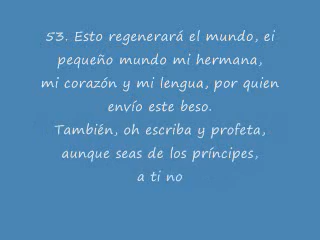 53. Esto regenerará el mundo, ei
pequeño mundo mi hermana,
mi corazón y mi lengua, por quien
envío este beso.
También, oh escriba y profeta,
aunque seas de los príncipes,
a ti no